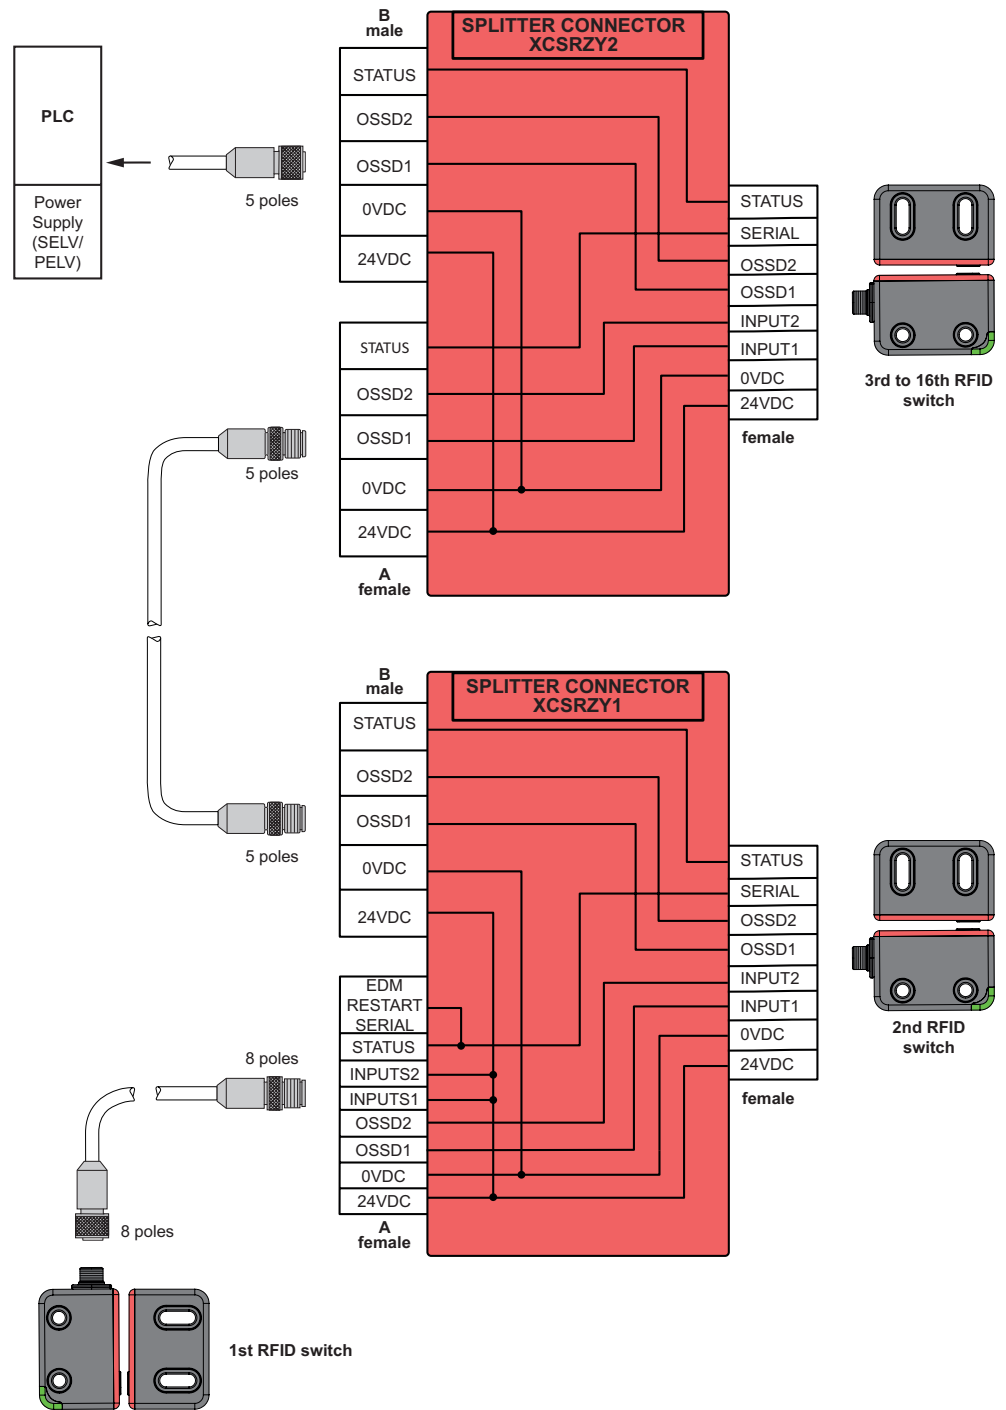 B
male
SPLITTER CONNECTOR
XCSRZY2
STATUS
OSSD2
OSSD1
0VDC
24VDC
PLC
Power
Supply
(SELV/
PELV)
5 poles
STATUS
SERIAL
OSSD2
OSSD1
INPUT2
INPUT1
0VDC
24VDC
female
3rd to 16th RFID
switch
STATUS
OSSD2
OSSD1
0VDC
24VDC
A
female
5 poles
B
male
SPLITTER CONNECTOR
XCSRZY1
STATUS
OSSD2
OSSD1
0VDC
24VDC
5 poles
STATUS
SERIAL
OSSD2
OSSD1
INPUT2
INPUT1
0VDC
24VDC
female
2nd RFID
switch
EDM
RESTART
SERIAL
STATUS
INPUTS2
INPUTS1
OSSD2
OSSD1
0VDC
24VDC
A
female
8 poles
8 poles
1st RFID switch